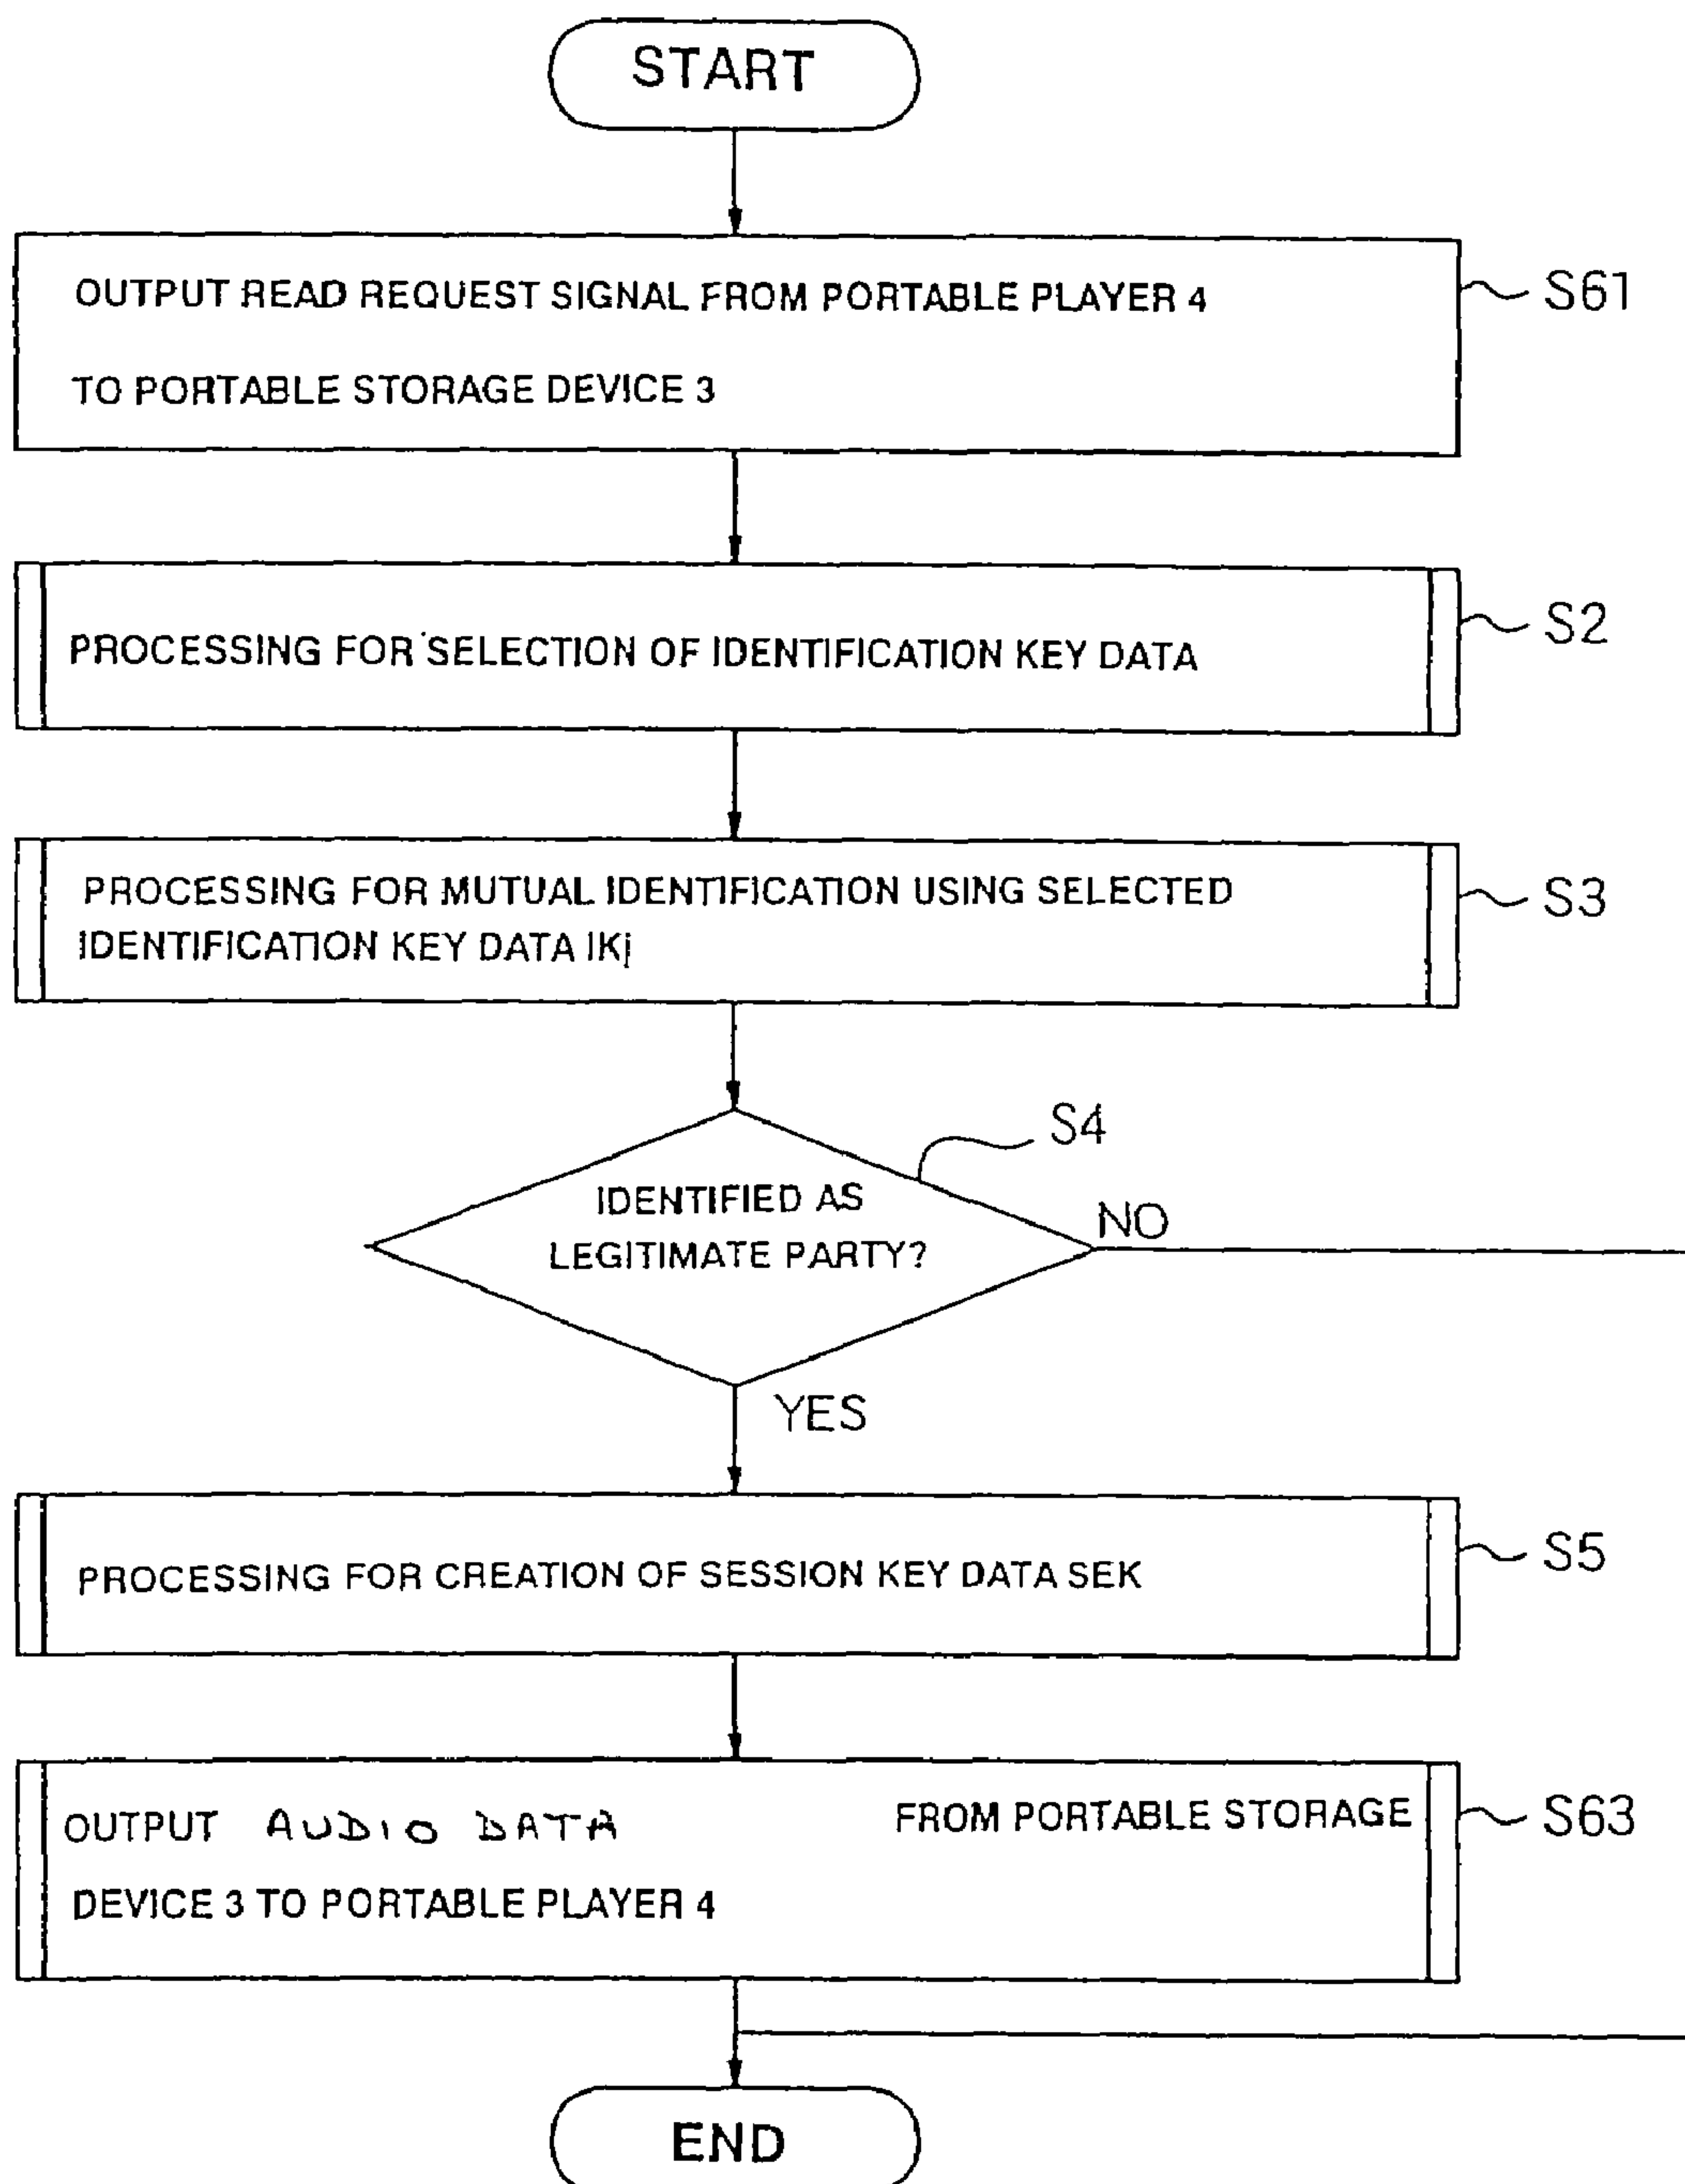 START
OUTPUT READ REQUEST SIGNAL FROM PORTABLE PLAYER 4
TO PORTABLE STORAGE DEVICE 3
S61
PROCESSING FOR SELECTION OF IDENTIFICATION KEY DATA
S2
PROCESSING FOR MUTUAL IDENTIFICATION USING SELECTED
IDENTIFICATION KEY DATA IKj
S3
S4
IDENTIFIED AS
LEGITIMATE PARTY?
NO
YES
PROCESSING FOR CREATION OF SESSION KEY DATA SEK
S5
OUTPUT AUDIO DATA FROM PORTABLE STORAGE
DEVICE 3 TO PORTABLE PLAYER 4
S63
END